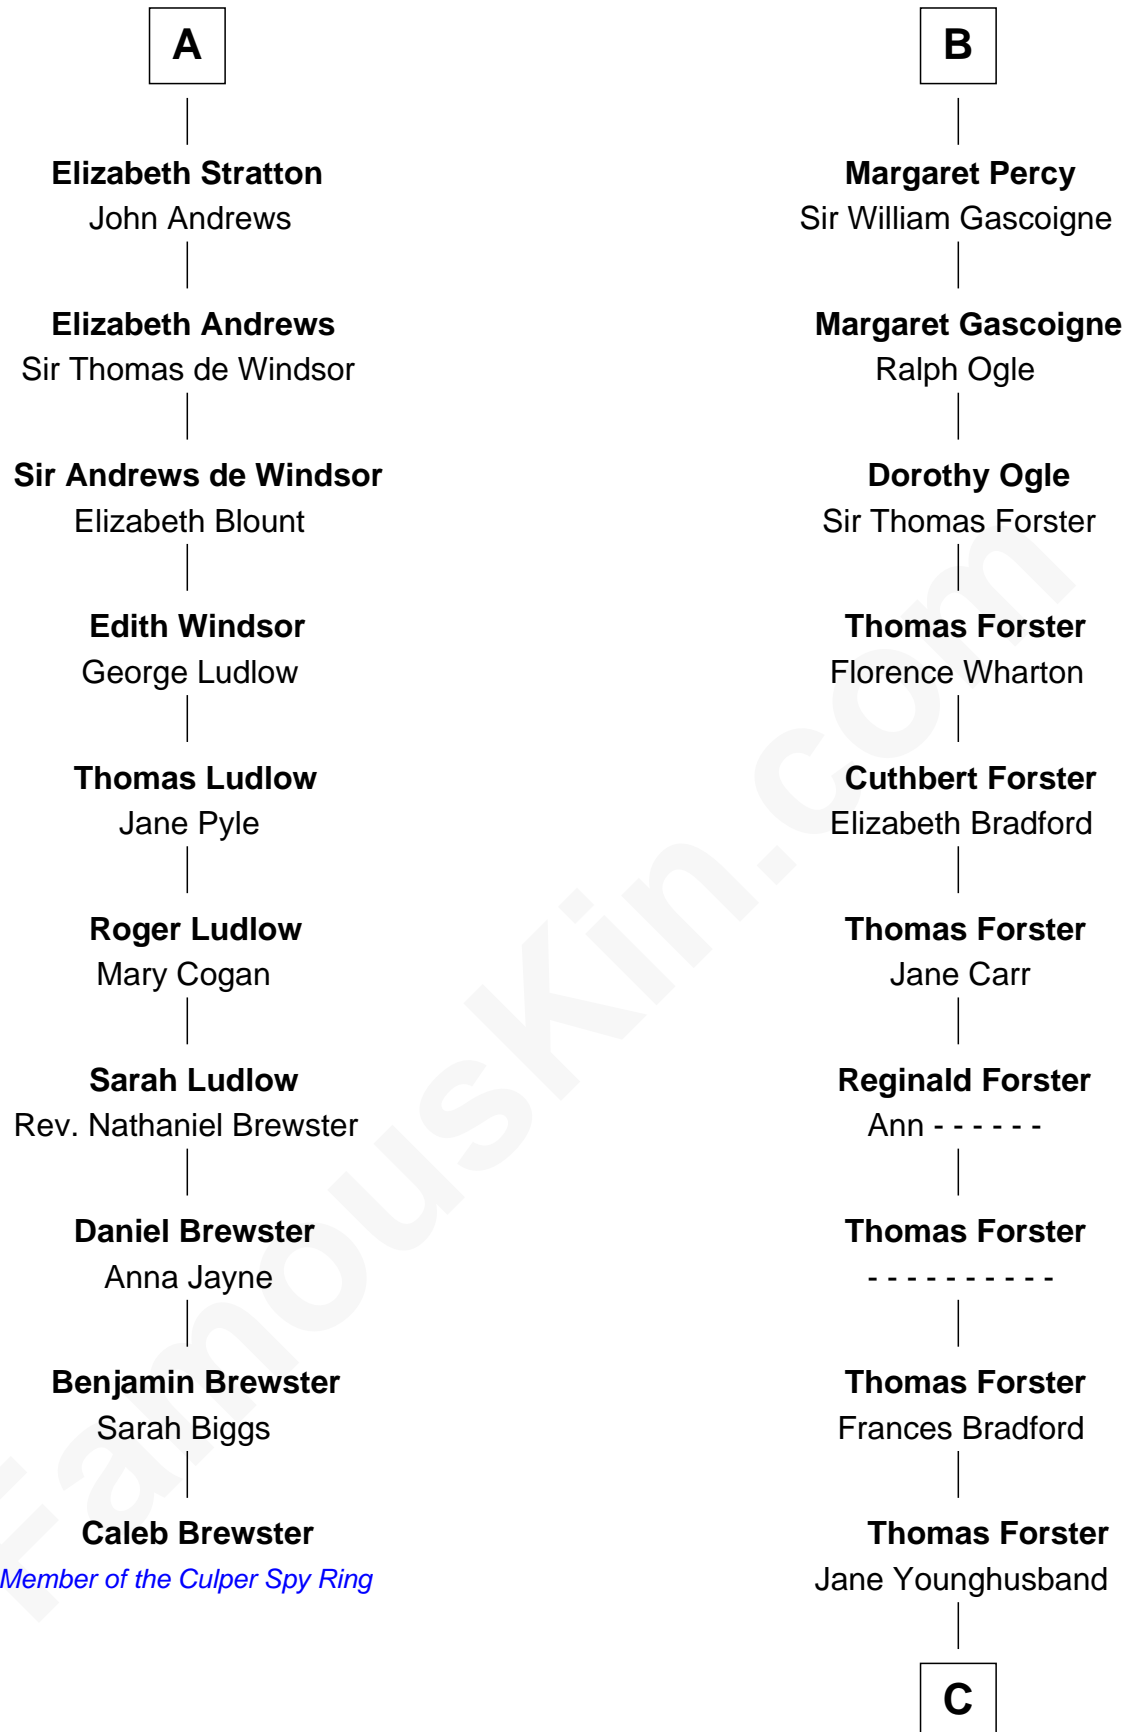 A
Elizabeth Stratton
John Andrews
Elizabeth Andrews
Sir Thomas de Windsor
Sir Andrews de Windsor
Elizabeth Blount
Edith Windsor
George Ludlow
Thomas Ludlow
Jane Pyle
Roger Ludlow
Mary Cogan
Sarah Ludlow
Rev. Nathaniel Brewster
Daniel Brewster
Anna Jayne
Benjamin Brewster
Sarah Biggs
Caleb Brewster
Member of the Culper Spy Ring
B
Margaret Percy
Sir William Gascoigne
Margaret Gascoigne
Ralph Ogle
Dorothy Ogle
Sir Thomas Forster
Thomas Forster
Florence Wharton
Cuthbert Forster
Elizabeth Bradford
Thomas Forster
Jane Carr
Reginald Forster
Ann - - - - - -
Thomas Forster
- - - - - - - - - -
Thomas Forster
Frances Bradford
Thomas Forster
Jane Younghusband
C
FamousKin.com